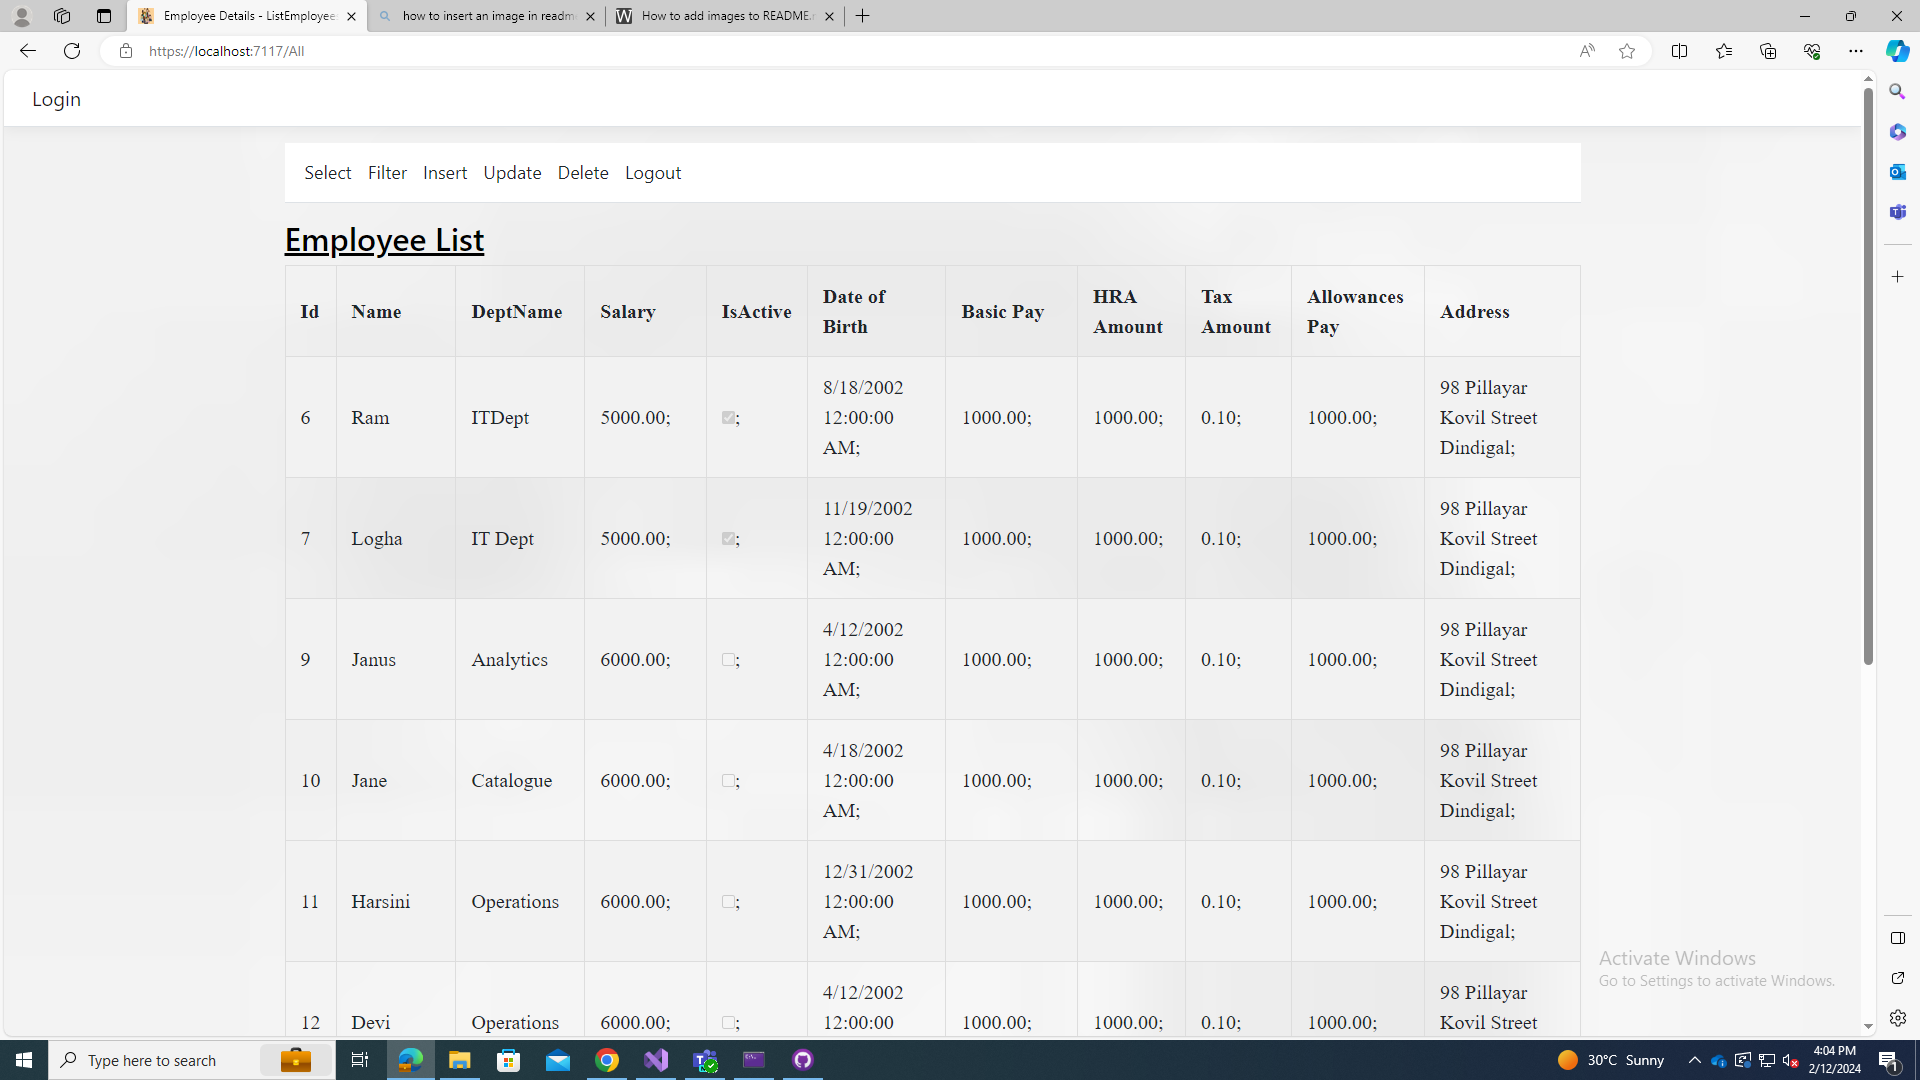 Employee Details - ListEmployee
how to insert an image in readm
How to add images to README.
https://localhost:7117/All
Login
Select Filter Insert Update Delete Logout
Employee List
Id Name DeptName Salary IsActive Date of Birth Basic Pay HRA Amount Tax Amount Allowances Pay Address
6 Ram ITDept 5000.00; ; 8/18/2002 12:00:00 AM; 1000.00; 1000.00; 0.10; 1000.00; 98 Pillayar Kovil Street Dindigal;
7 Logha IT Dept 5000.00; ; 11/19/2002 12:00:00 AM; 1000.00; 1000.00; 0.10; 1000.00; 98 Pillayar Kovil Street Dindigal;
9 Janus Analytics 6000.00; ; 4/12/2002 12:00:00 AM; 1000.00; 1000.00; 0.10; 1000.00; 98 Pillayar Kovil Street Dindigal;
10 Jane Catalogue 6000.00; ; 4/18/2002 12:00:00 AM; 1000.00; 1000.00; 0.10; 1000.00; 98 Pillayar Kovil Street Dindigal;
11 Harsini Operations 6000.00; ; 12/31/2002 12:00:00 AM; 1000.00; 1000.00; 0.10; 1000.00; 98 Pillayar Kovil Street Dindigal;
12 Devi Operations 6000.00; ; 4/12/2002 12:00:00 1000.00; 1000.00; 0.10; 1000.00; 98 Pillayar Kovil Street
Activate Windows
Go to Settings to activate Windows.
Type here to search
30°C Sunny
4:04 PM
2/12/2024
1